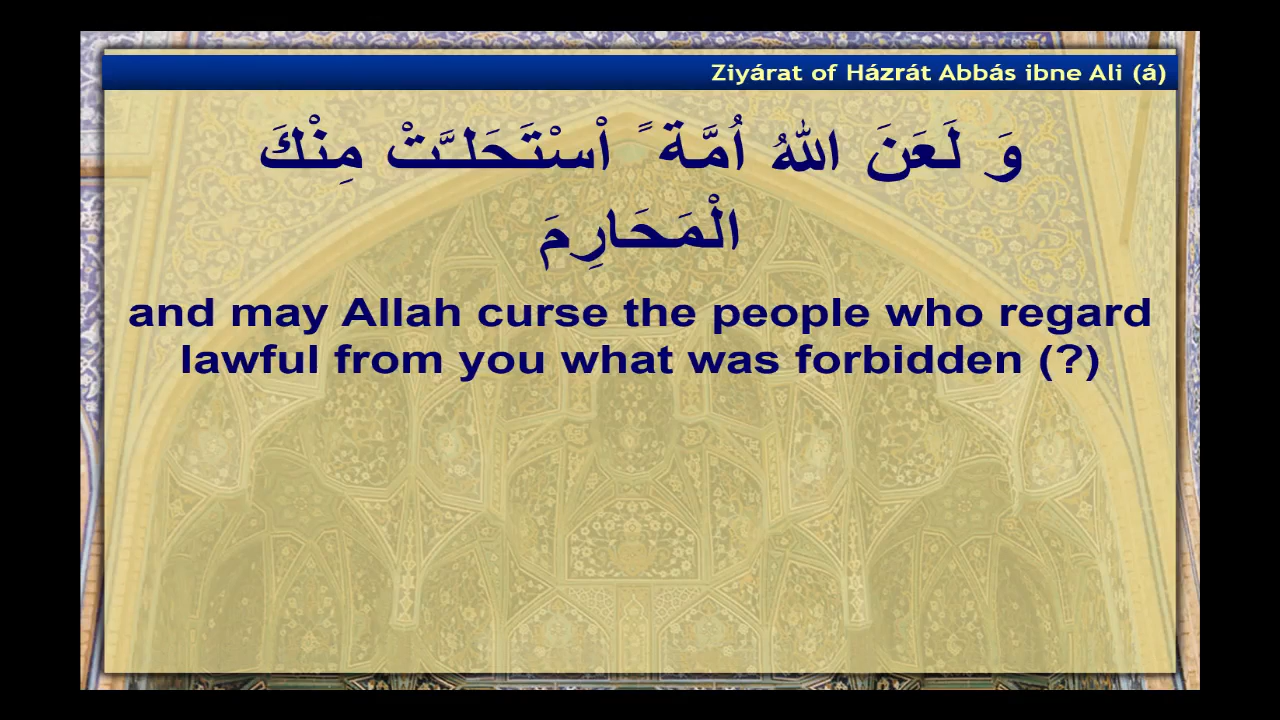 Ziyárat of Házrát Abbás ibne Ali (á)
وَ لَعَنَ اللهُ اُمَّة ً اْسْتَحَلَـَّتْ مِنْكَ
الْمَحَارِمَ
and may Allah curse the people who regard
lawful from you what was forbidden (?)